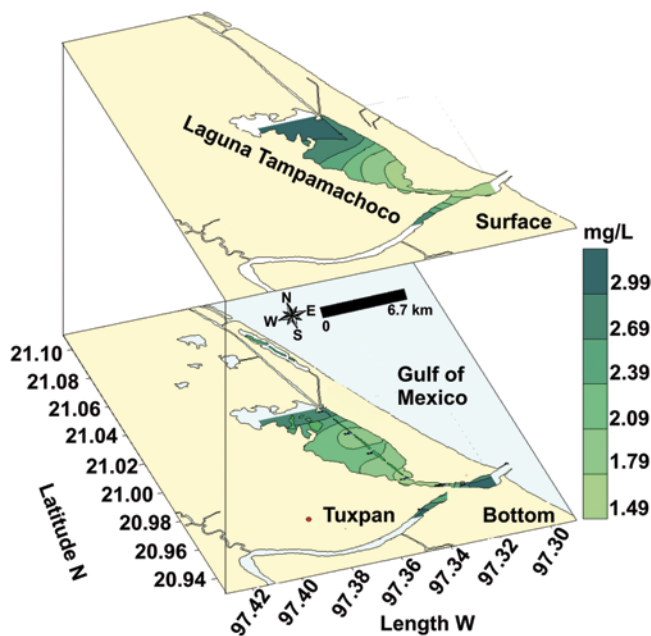 Laguna Tampamachoco
Surface
mg/L
2.99
2.69
2.39
2.09
1.79
1.49
N
W E
S
0
6.7 km
Gulf of
Mexico
21.10
21.08
21.06
21.04
21.02
21.00
20.98
20.96
20.94
Latitude N
Tuxpan
Bottom
97.42
97.40
97.38
97.36
97.34
97.32
97.30
Length W